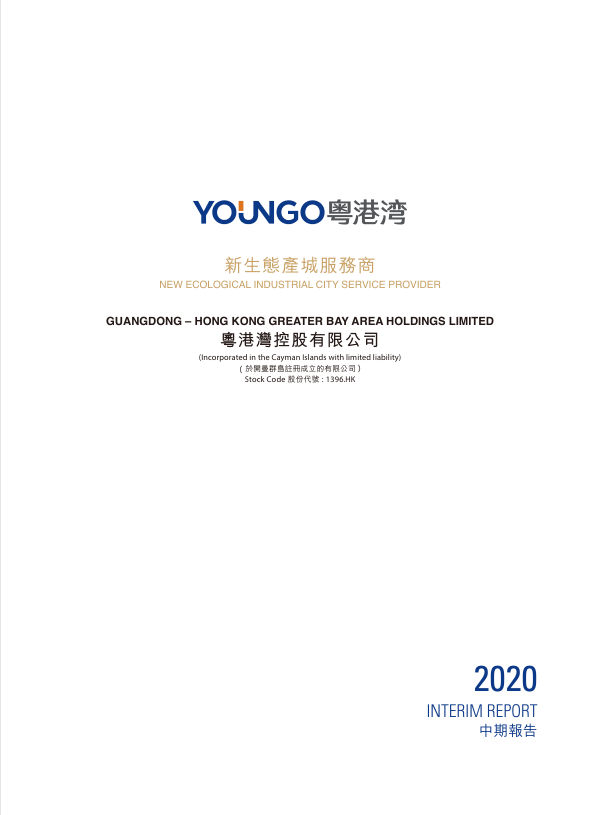 YOUNGO粤港湾
新生態產城服務商
NEW ECOLOGICAL INDUSTRIAL CITY SERVICE PROVIDER
GUANGDONG – HONG KONG GREATER BAY AREA HOLDINGS LIMITED
粵港灣控股有限公司
(Incorporated in the Cayman Islands with limited liability)
( 於開曼群島註冊成立的有限公司 )
Stock Code 股份代號 : 1396.HK
2020
INTERIM REPORT
中期報告